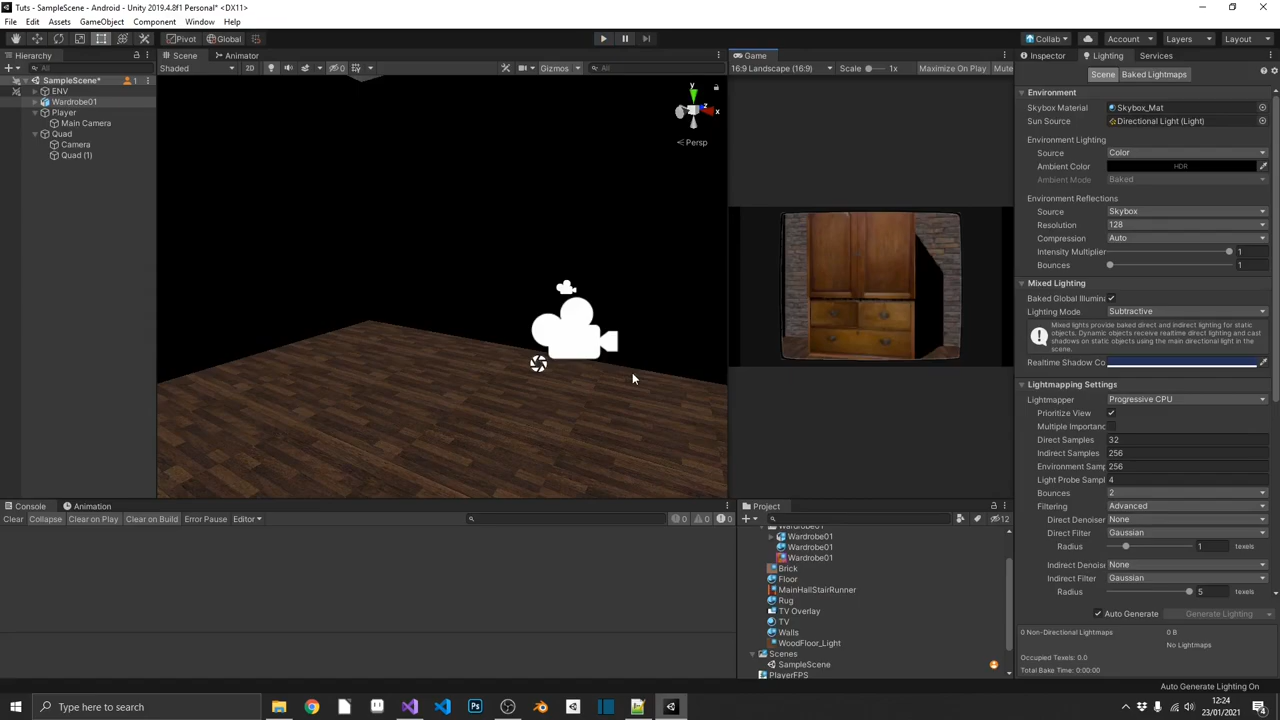 Tuts - SampleScene - Android - Unity 2019.4.8f1 Personal* <DX11>
File Edit Assets GameObject Component Window Help
Pivot Global Collab Account Layers Layout
Hierarchy
All
SampleScene* 1
ENV
Wardrobe01
Player
Main Camera
Quad
Camera
Quad (1)
Scene Animator
Shaded 2D 0 Gizmos All
y
x
z
Persp
Game
16:9 Landscape (16:9) Scale 1x Maximize On Play Mute
Inspector Lighting Services
Scene Baked Lightmaps
Environment
Skybox Material Skybox_Mat
Sun Source Directional Light (Light)
Environment Lighting
Source Color
Ambient Color HDR
Ambient Mode Baked
Environment Reflections
Source Skybox
Resolution 128
Compression Auto
Intensity Multiplier 1
Bounces 1
Mixed Lighting
Baked Global Illumina
Lighting Mode Subtractive
Mixed lights provide baked direct and indirect lighting for static
objects. Dynamic objects receive realtime direct lighting and cast
shadows on static objects using the main directional light in the
scene.
Realtime Shadow Co
Lightmapping Settings
Lightmapper Progressive CPU
Prioritize View
Multiple Importanc
Direct Samples 32
Indirect Samples 256
Environment Samp 256
Light Probe Sampl 4
Bounces 2
Filtering Advanced
Direct Denoiser None
Direct Filter Gaussian
Radius 1 texels
Indirect Denoise None
Indirect Filter Gaussian
Radius 5 texels
Auto Generate Generate Lighting
0 Non-Directional Lightmaps 0 B
No Lightmaps
Occupied Texels: 0.0
Total Bake Time: 0:00:00
Auto Generate Lighting On
Console Animation
Clear Collapse Clear on Play Clear on Build Error Pause Editor 0 0 0
Project
12
Wardrobe01
Wardrobe01
Wardrobe01
Wardrobe01
Brick
Floor
MainHallStairRunner
Rug
TV Overlay
TV
Walls
WoodFloor_Light
Scenes
SampleScene
PlayerFPS
Type here to search
12:24
23/01/2021